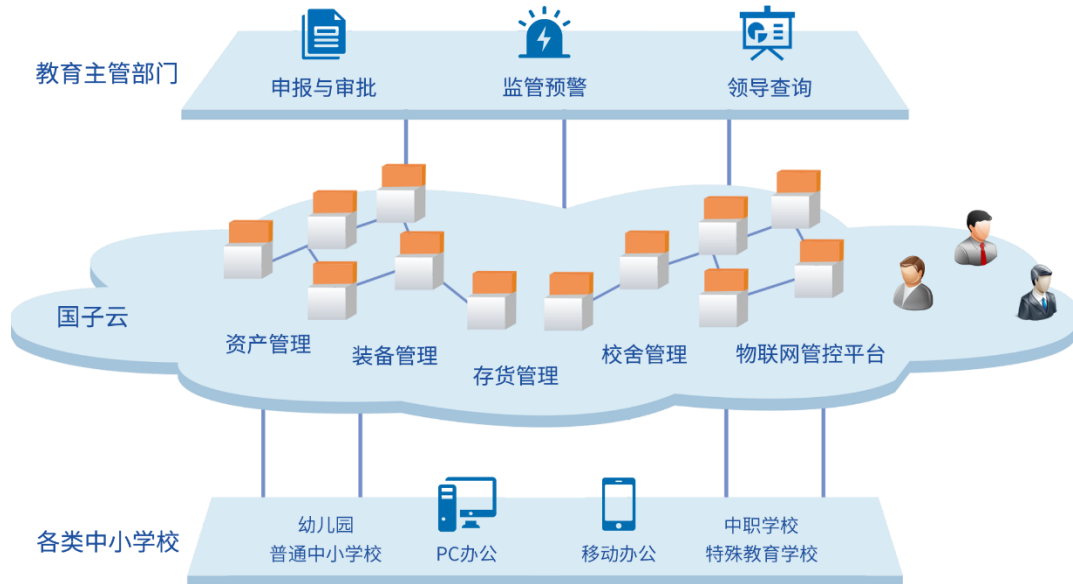 教育主管部门
申报与审批
监管预警
领导查询
国子云
资产管理
装备管理
存货管理
校舍管理
物联网管控平台
各类中小学校
幼儿园
普通中小学校
PC办公
移动办公
中职学校
特殊教育学校